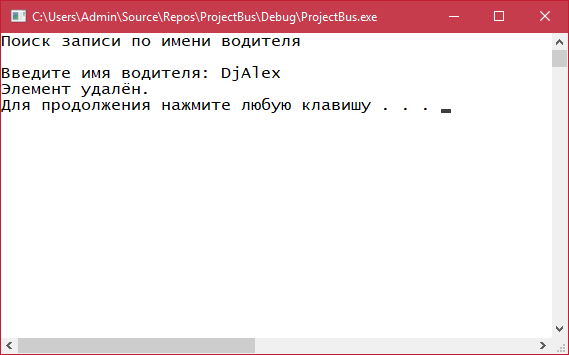 C:\Users\Admin\Source\Repos\ProjectBus\Debug\ProjectBus.exe
Поиск записи по имени водителя
Введите имя водителя: DjAlex
Элемент удалён.
Для продолжения нажмите любую клавишу . . .